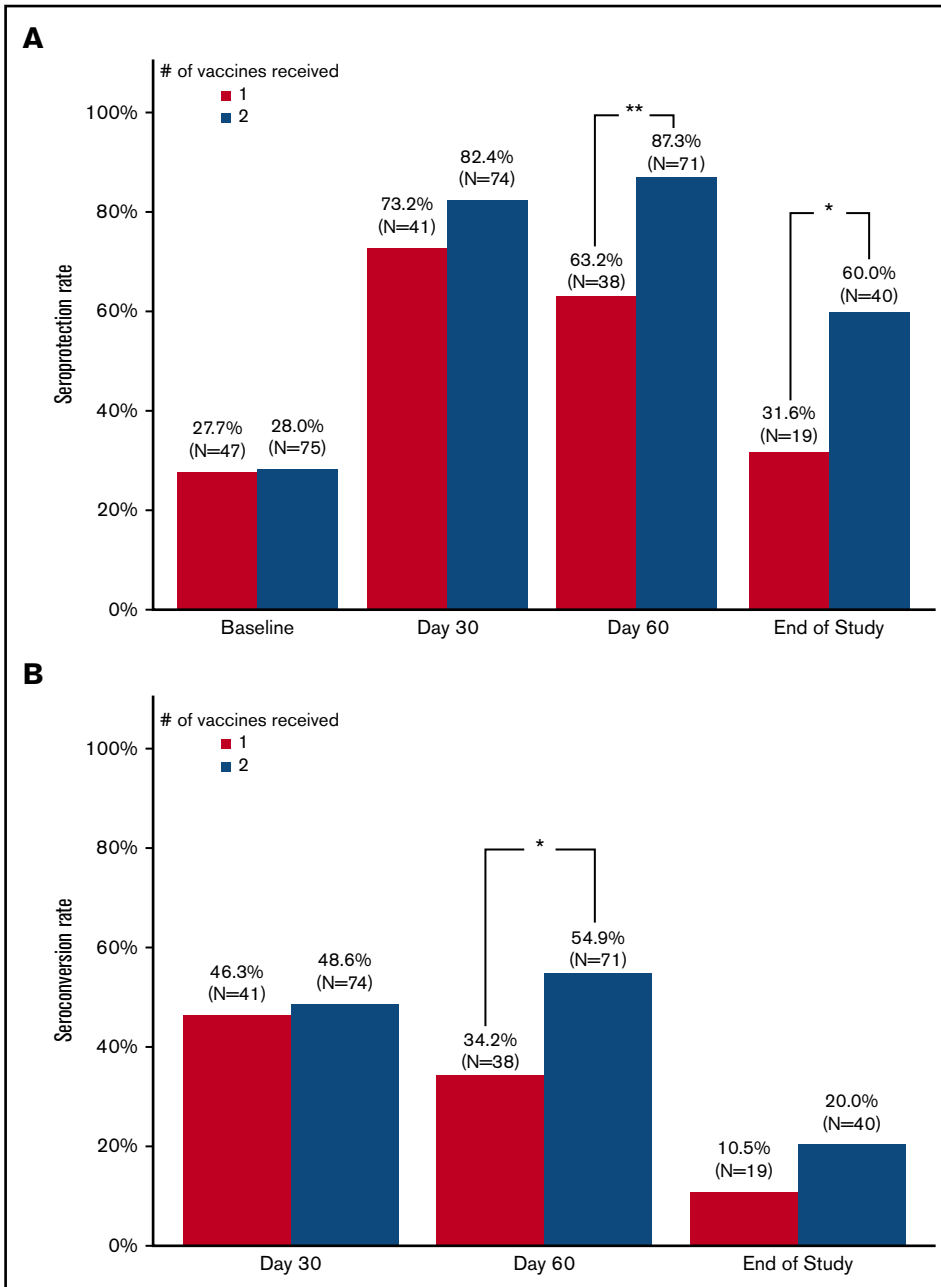 A
# of vaccines received
1
2
100%
80%
60%
40%
20%
0%
Seroprotection rate
27.7%
(N=47)
28.0%
(N=75)
73.2%
(N=41)
82.4%
(N=74)
63.2%
(N=38)
**
87.3%
(N=71)
31.6%
(N=19)
*
60.0%
(N=40)
Baseline
Day 30
Day 60
End of Study
B
# of vaccines received
1
2
100%
80%
60%
40%
20%
0%
Seroconversion rate
46.3%
(N=41)
48.6%
(N=74)
34.2%
(N=38)
*
54.9%
(N=71)
10.5%
(N=19)
20.0%
(N=40)
Day 30
Day 60
End of Study